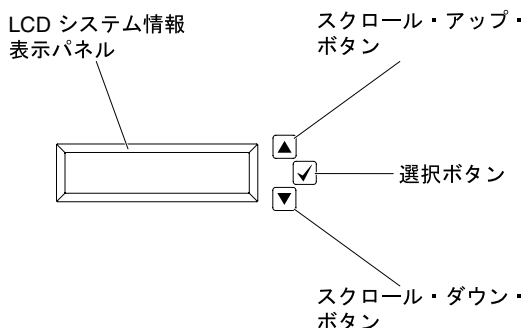 LCD システム情報
表示パネル
スクロール・アップ・
ボタン
選択ボタン
スクロール・ダウン・
ボタン